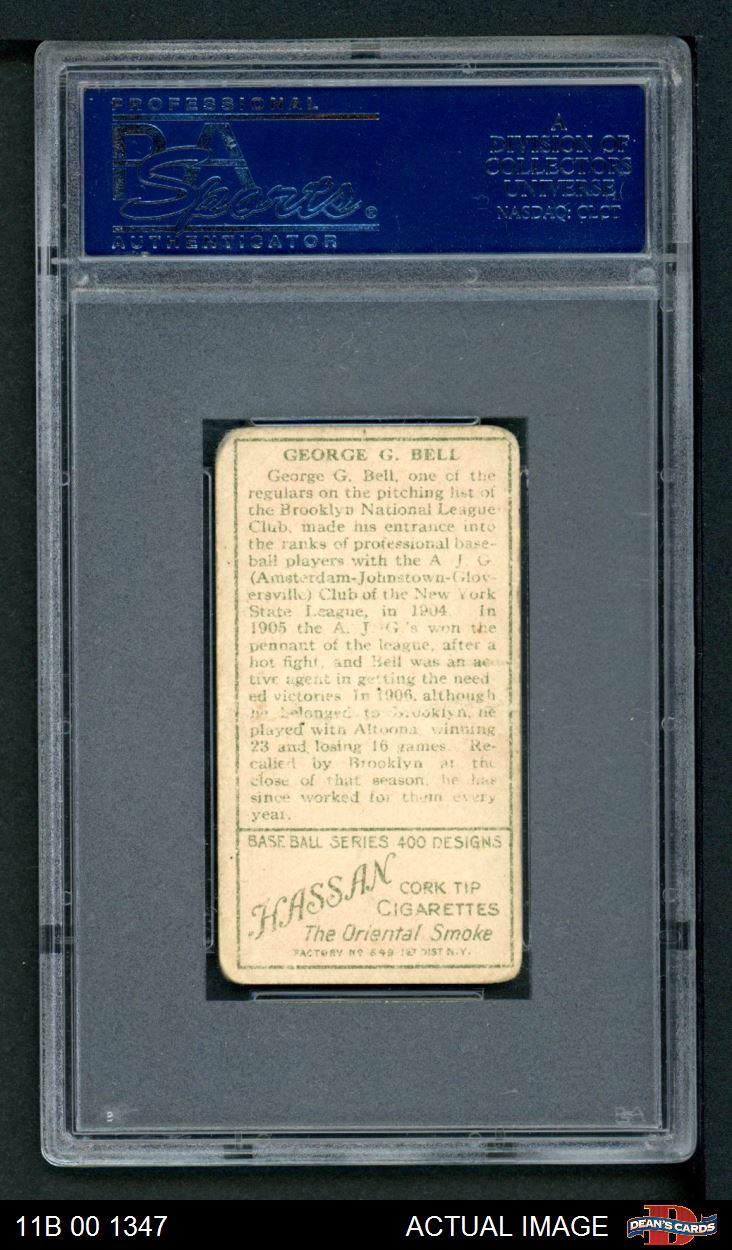 PROFESSIONAL
PSA
Sports®
AUTHENTICATOR
A
DIVISION OF
COLLECTORS
UNIVERSE
NASDAQ: CLCT
GEORGE G. BELL
George G. Bell, one of the
regulars on the pitching list of
the Brooklyn National League
Club, made his entrance into
the ranks of professional base-
ball players with the A. J. G.
(Amsterdam-Johnstown-Glov-
ersville) Club of the New York
State League, in 1904. In
1905 the A. J. G.'s won the
pennant of the league, after a
hot fight, and Bell was an ac-
tive agent in getting the need-
ed victories. In 1906, although
he belonged to Brooklyn, he
played with Altoona, winning
23 and losing 16 games. Re-
called by Brooklyn at the
close of that season, he has
since worked for them every
year.
BASE BALL SERIES 400 DESIGNS
HASSAN
CORK TIP
CIGARETTES
The Oriental Smoke
FACTORY Nº 649 1ST DIST. N.Y.
PSA
11B 00 1347 ACTUAL IMAGE DEAN'S CARDS